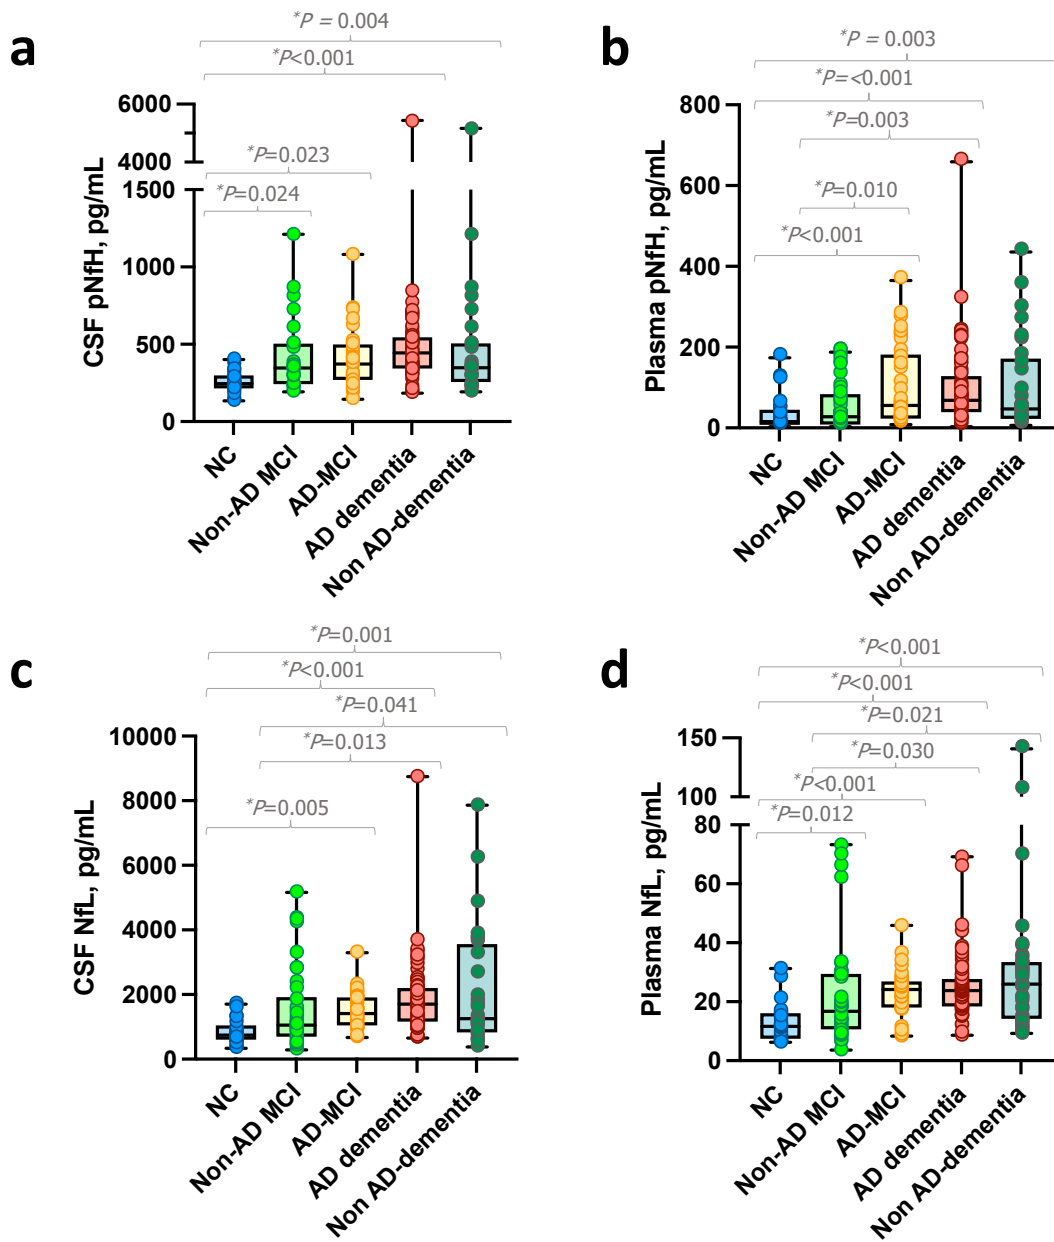 a
*P = 0.004
*P<0.001
*P=0.023
*P=0.024
CSF pNfH, pg/mL
6000
4000
1500
1000
500
0
NC
Non-AD MCI
AD-MCI
AD dementia
Non AD-dementia
b
*P = 0.003
*P=<0.001
*P=0.003
*P=0.010
*P<0.001
Plasma pNfH, pg/mL
800
600
400
200
0
NC
Non-AD MCI
AD-MCI
AD dementia
Non AD-dementia
c
*P=0.001
*P<0.001
*P=0.041
*P=0.013
*P=0.005
CSF NfL, pg/mL
10000
8000
6000
4000
2000
0
NC
Non-AD MCI
AD-MCI
AD dementia
Non AD-dementia
d
*P<0.001
*P<0.001
*P=0.021
*P=0.030
*P<0.001
*P=0.012
Plasma NfL, pg/mL
150
100
80
60
40
20
0
NC
Non-AD MCI
AD-MCI
AD dementia
Non AD-dementia